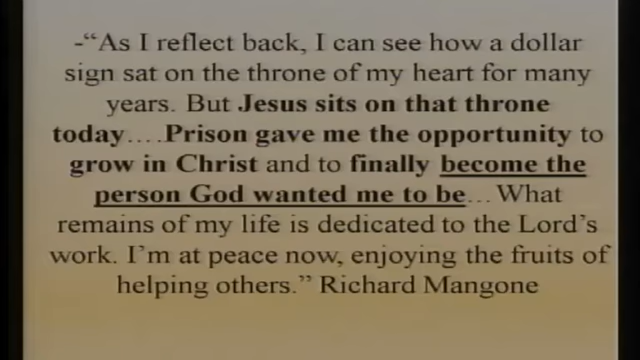 -“As I reflect back, I can see how a dollar
sign sat on the throne of my heart for many
years. But Jesus sits on that throne
today….Prison gave me the opportunity to
grow in Christ and to finally become the
person God wanted me to be…What
remains of my life is dedicated to the Lord’s
work. I’m at peace now, enjoying the fruits of
helping others.” Richard Mangone